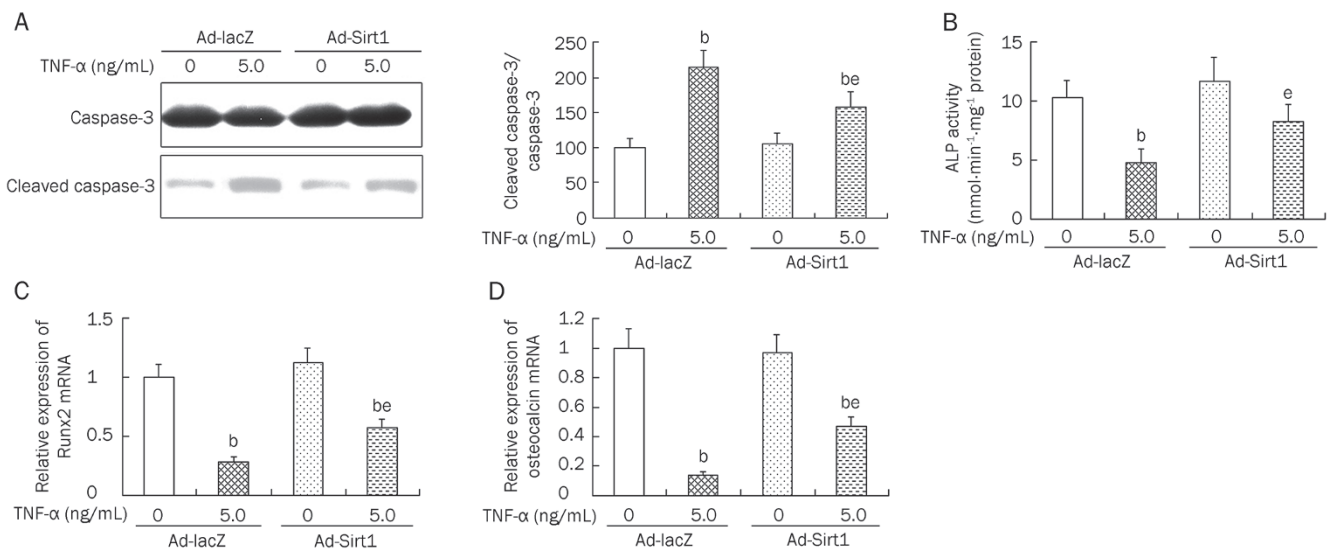 A
Ad-lacZ Ad-Sirt1
TNF-α (ng/mL) 0 5.0 0 5.0
Caspase-3
Cleaved caspase-3
Cleaved caspase-3/
caspase-3
250
200
150
100
50
0
b
be
TNF-α (ng/mL) 0 5.0 0 5.0
Ad-lacZ Ad-Sirt1
B
ALP activity
(nmol·min⁻¹·mg⁻¹ protein)
15
10
5
0
b
e
TNF-α (ng/mL) 0 5.0 0 5.0
Ad-lacZ Ad-Sirt1
C
Relative expression of
Runx2 mRNA
1.5
1
0.5
0
b
be
TNF-α (ng/mL) 0 5.0 0 5.0
Ad-lacZ Ad-Sirt1
D
Relative expression of
osteocalcin mRNA
1.2
1
0.8
0.6
0.4
0.2
0
b
be
TNF-α (ng/mL) 0 5.0 0 5.0
Ad-lacZ Ad-Sirt1